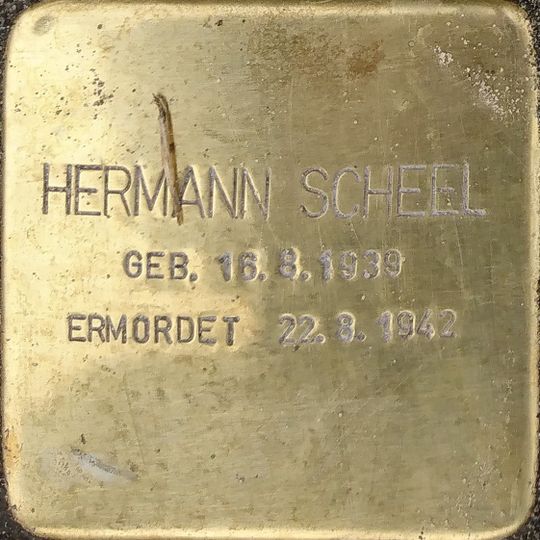 HERMANN SCHEEL
GEB. 16.8.1939
ERMORDET 22.8.1942